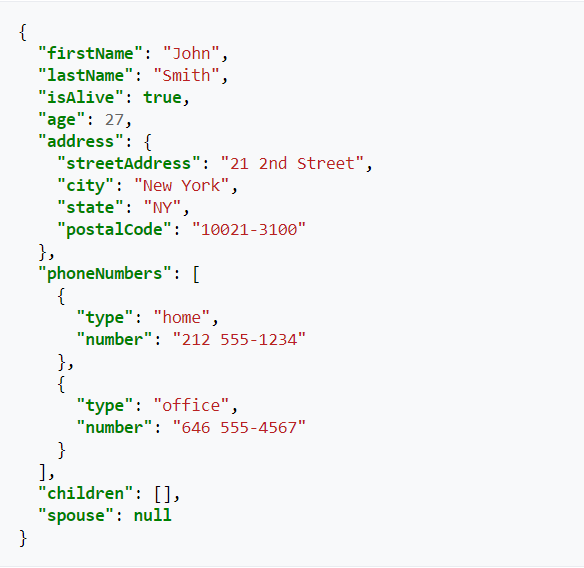 {
  "firstName": "John",
  "lastName": "Smith",
  "isAlive": true,
  "age": 27,
  "address": {
    "streetAddress": "21 2nd Street",
    "city": "New York",
    "state": "NY",
    "postalCode": "10021-3100"
  },
  "phoneNumbers": [
    {
      "type": "home",
      "number": "212 555-1234"
    },
    {
      "type": "office",
      "number": "646 555-4567"
    }
  ],
  "children": [],
  "spouse": null
}